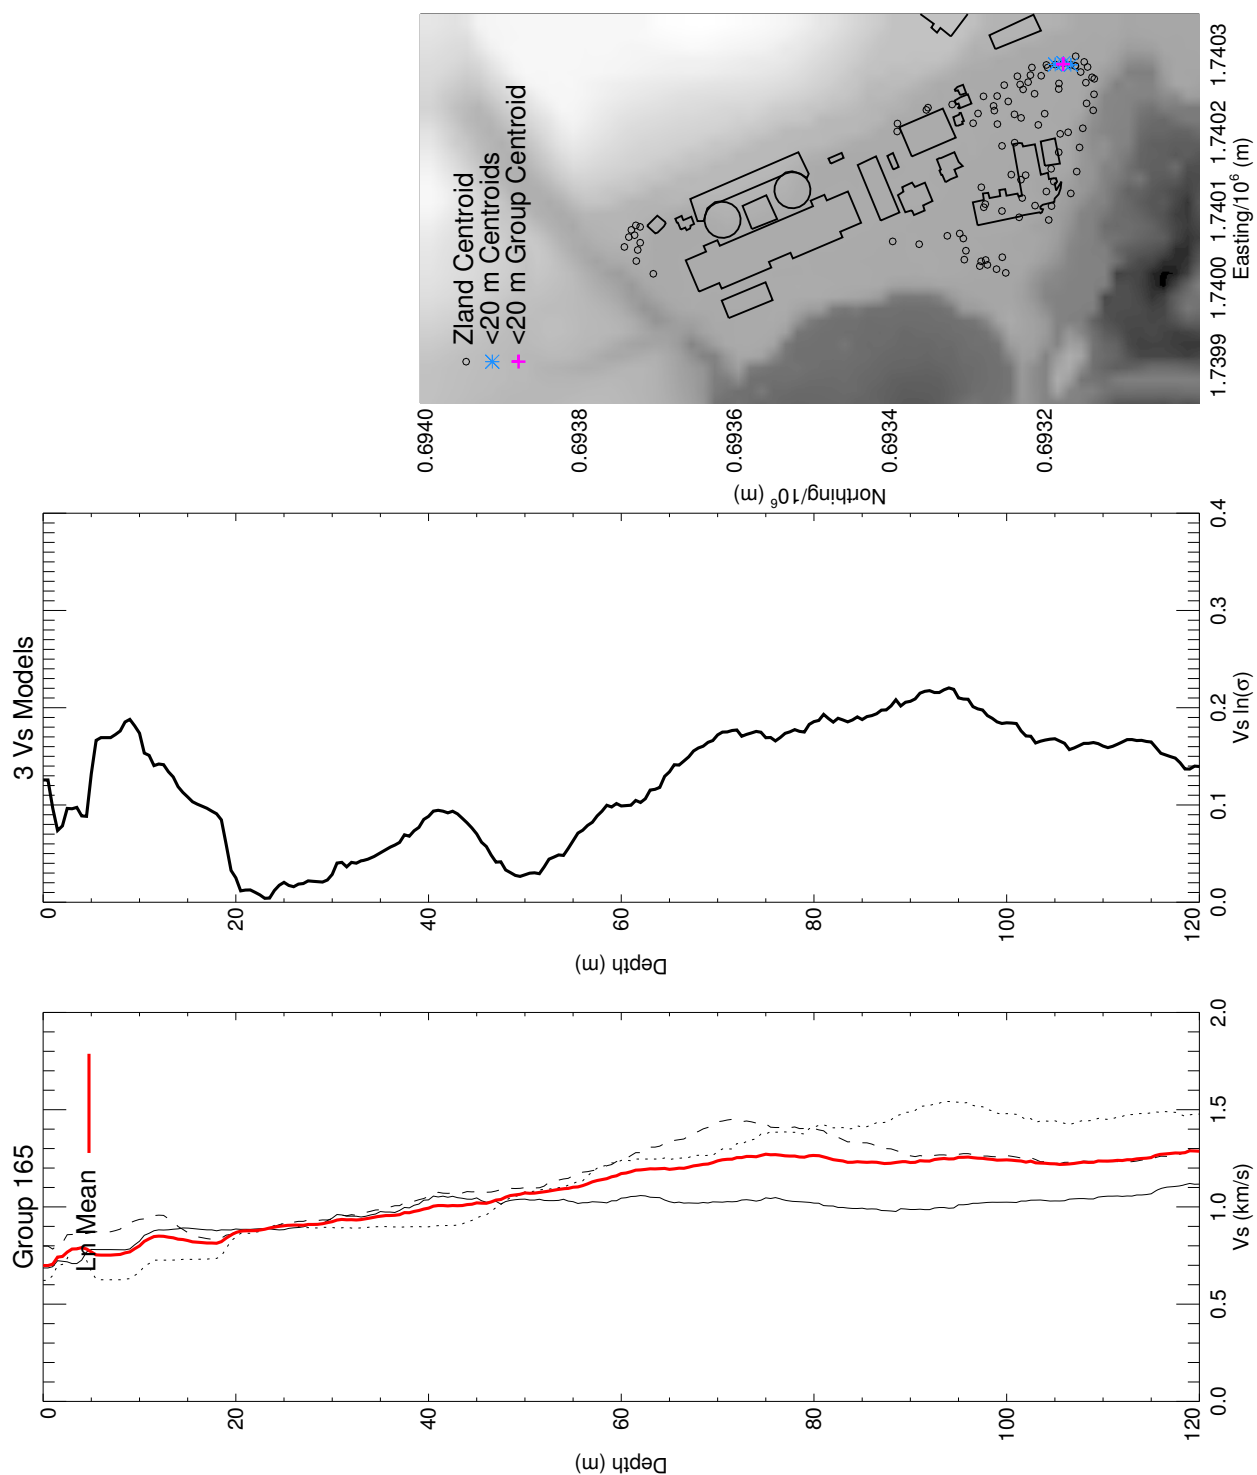 Group 165
Ln Mean
0
20
40
60
80
100
120
Depth (m)
0.0
0.5
1.0
1.5
2.0
Vs (km/s)
3 Vs Models
0
20
40
60
80
100
120
Depth (m)
0.0
0.1
0.2
0.3
0.4
Vs ln(σ)
Zland Centroid
<20 m Centroids
<20 m Group Centroid
0.6940
0.6938
0.6936
0.6934
0.6932
Northing/10⁶ (m)
1.7399
1.7400
1.7401
1.7402
1.7403
Easting/10⁶ (m)